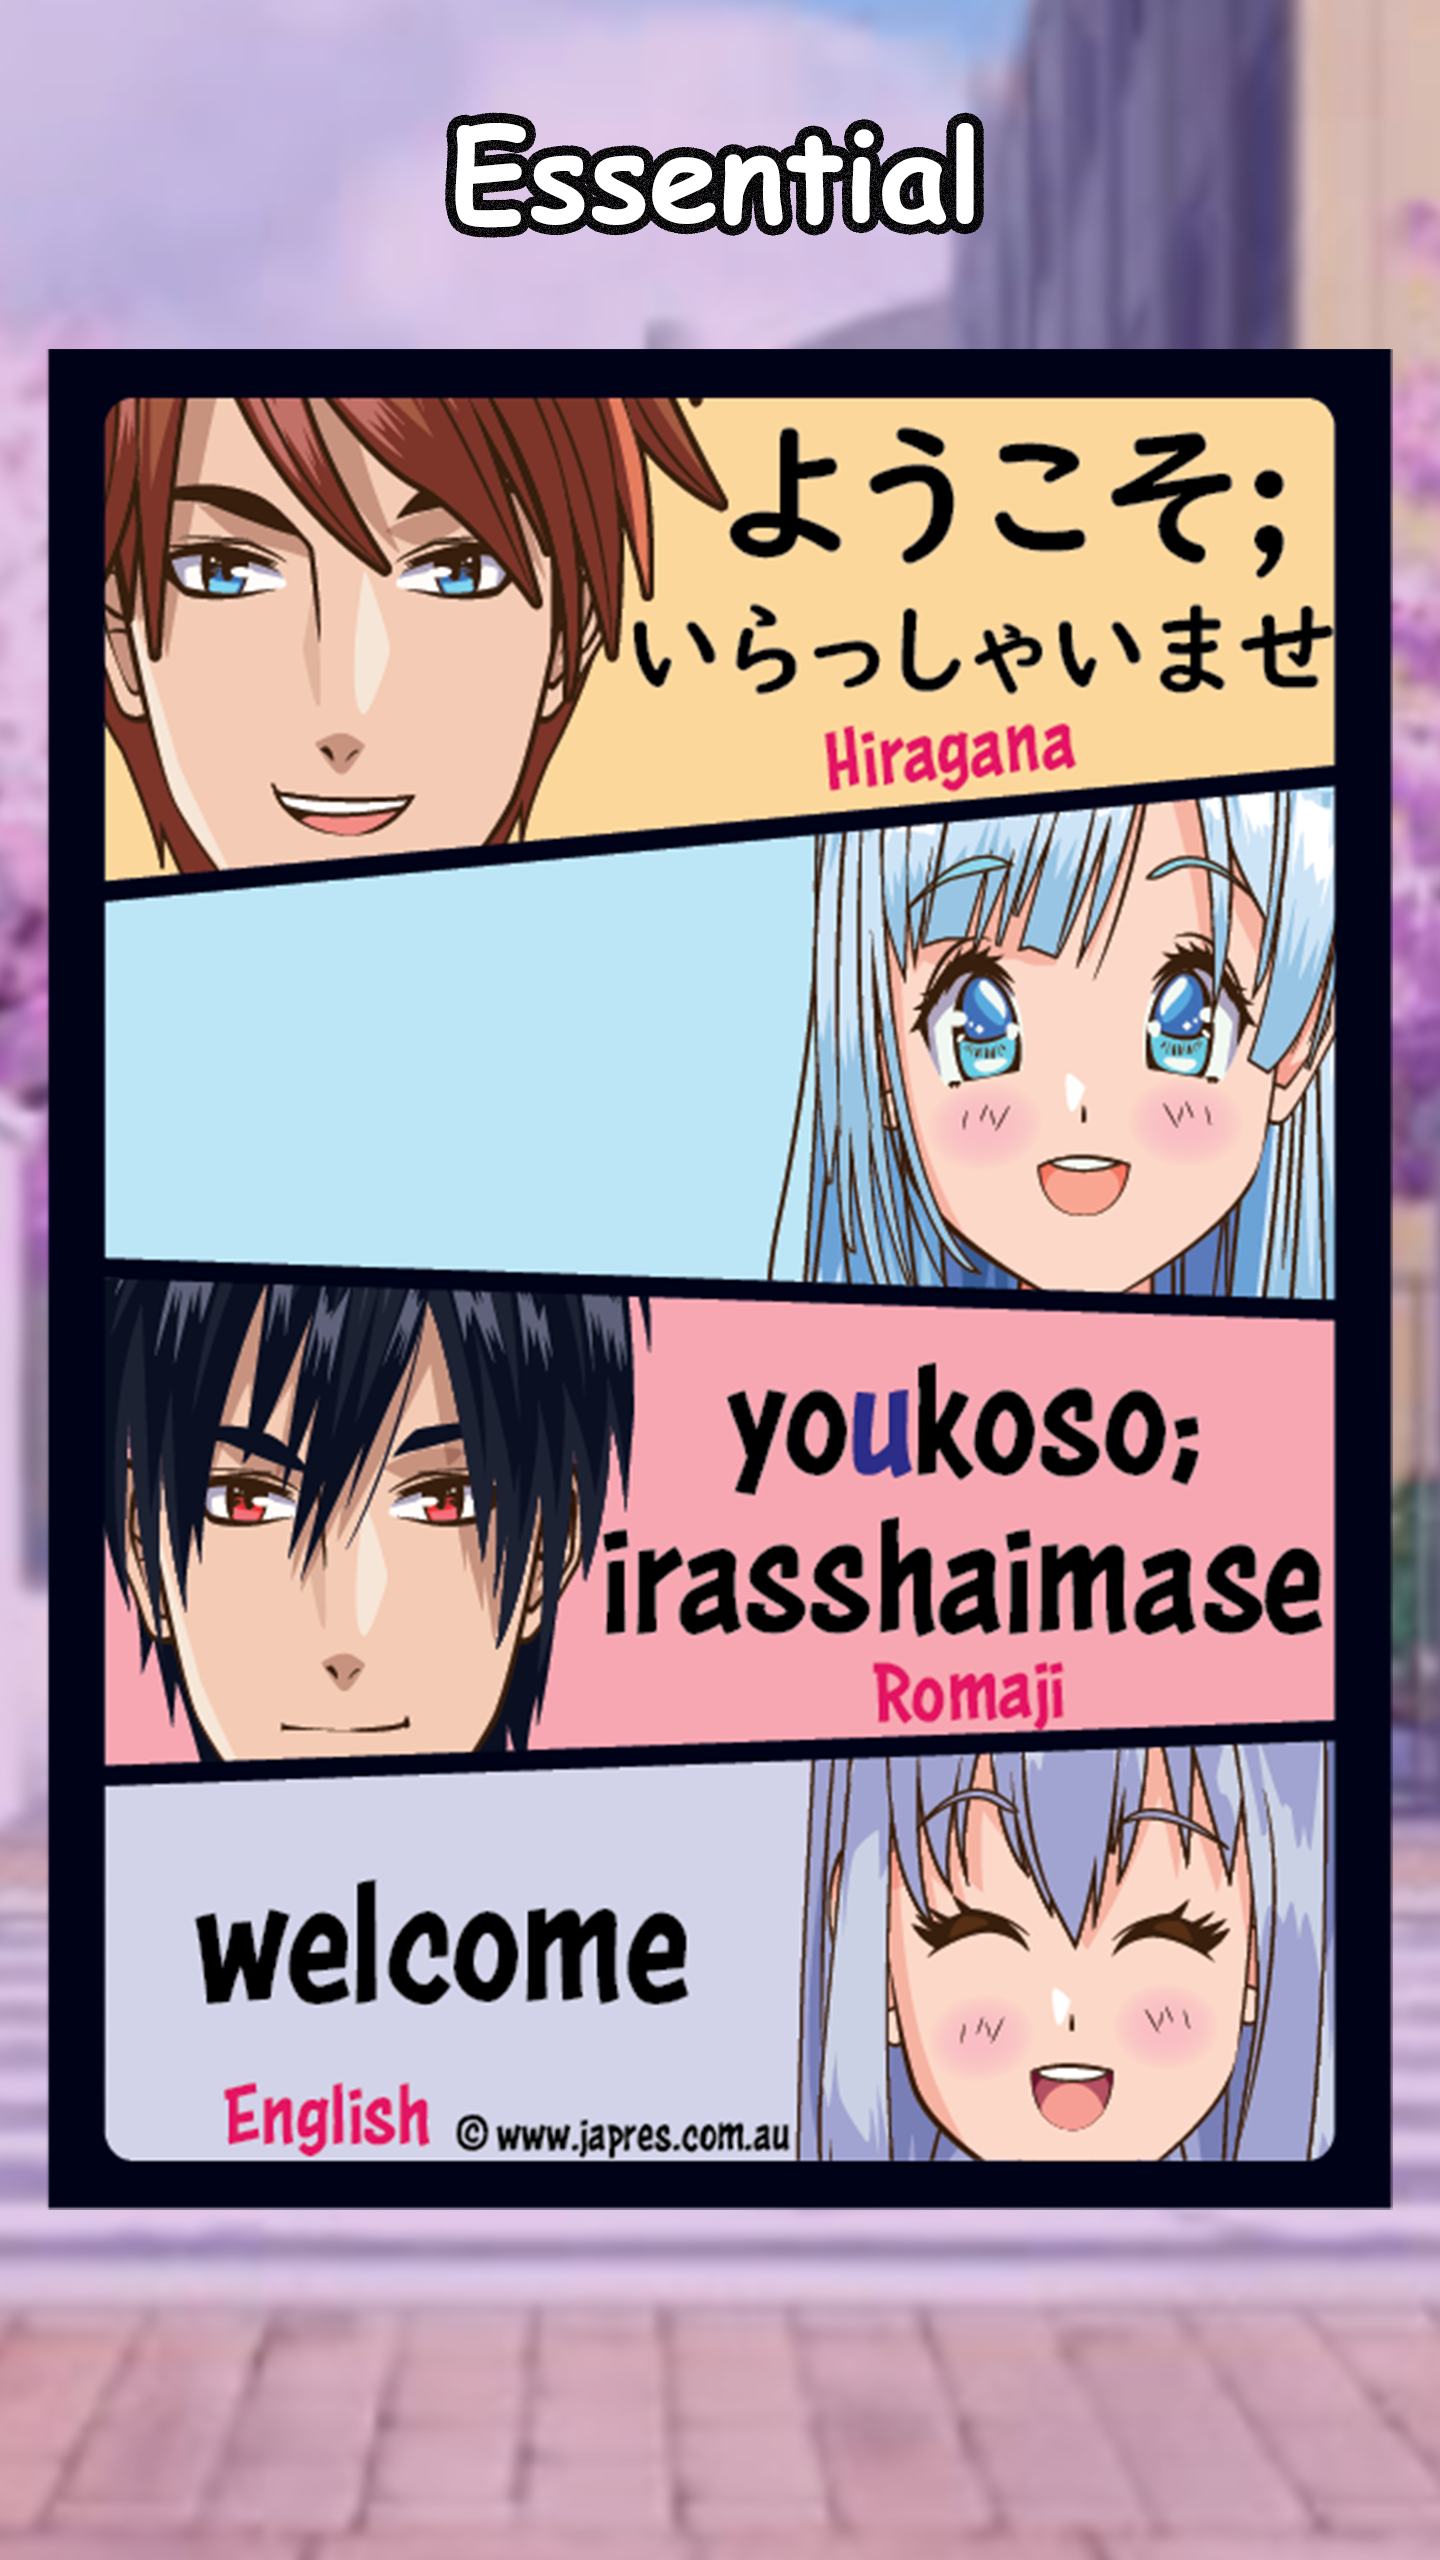 Essential
ようこそ;
いらっしゃいませ
Hiragana
youkoso;
irasshaimase
Romaji
welcome
English © www.japres.com.au